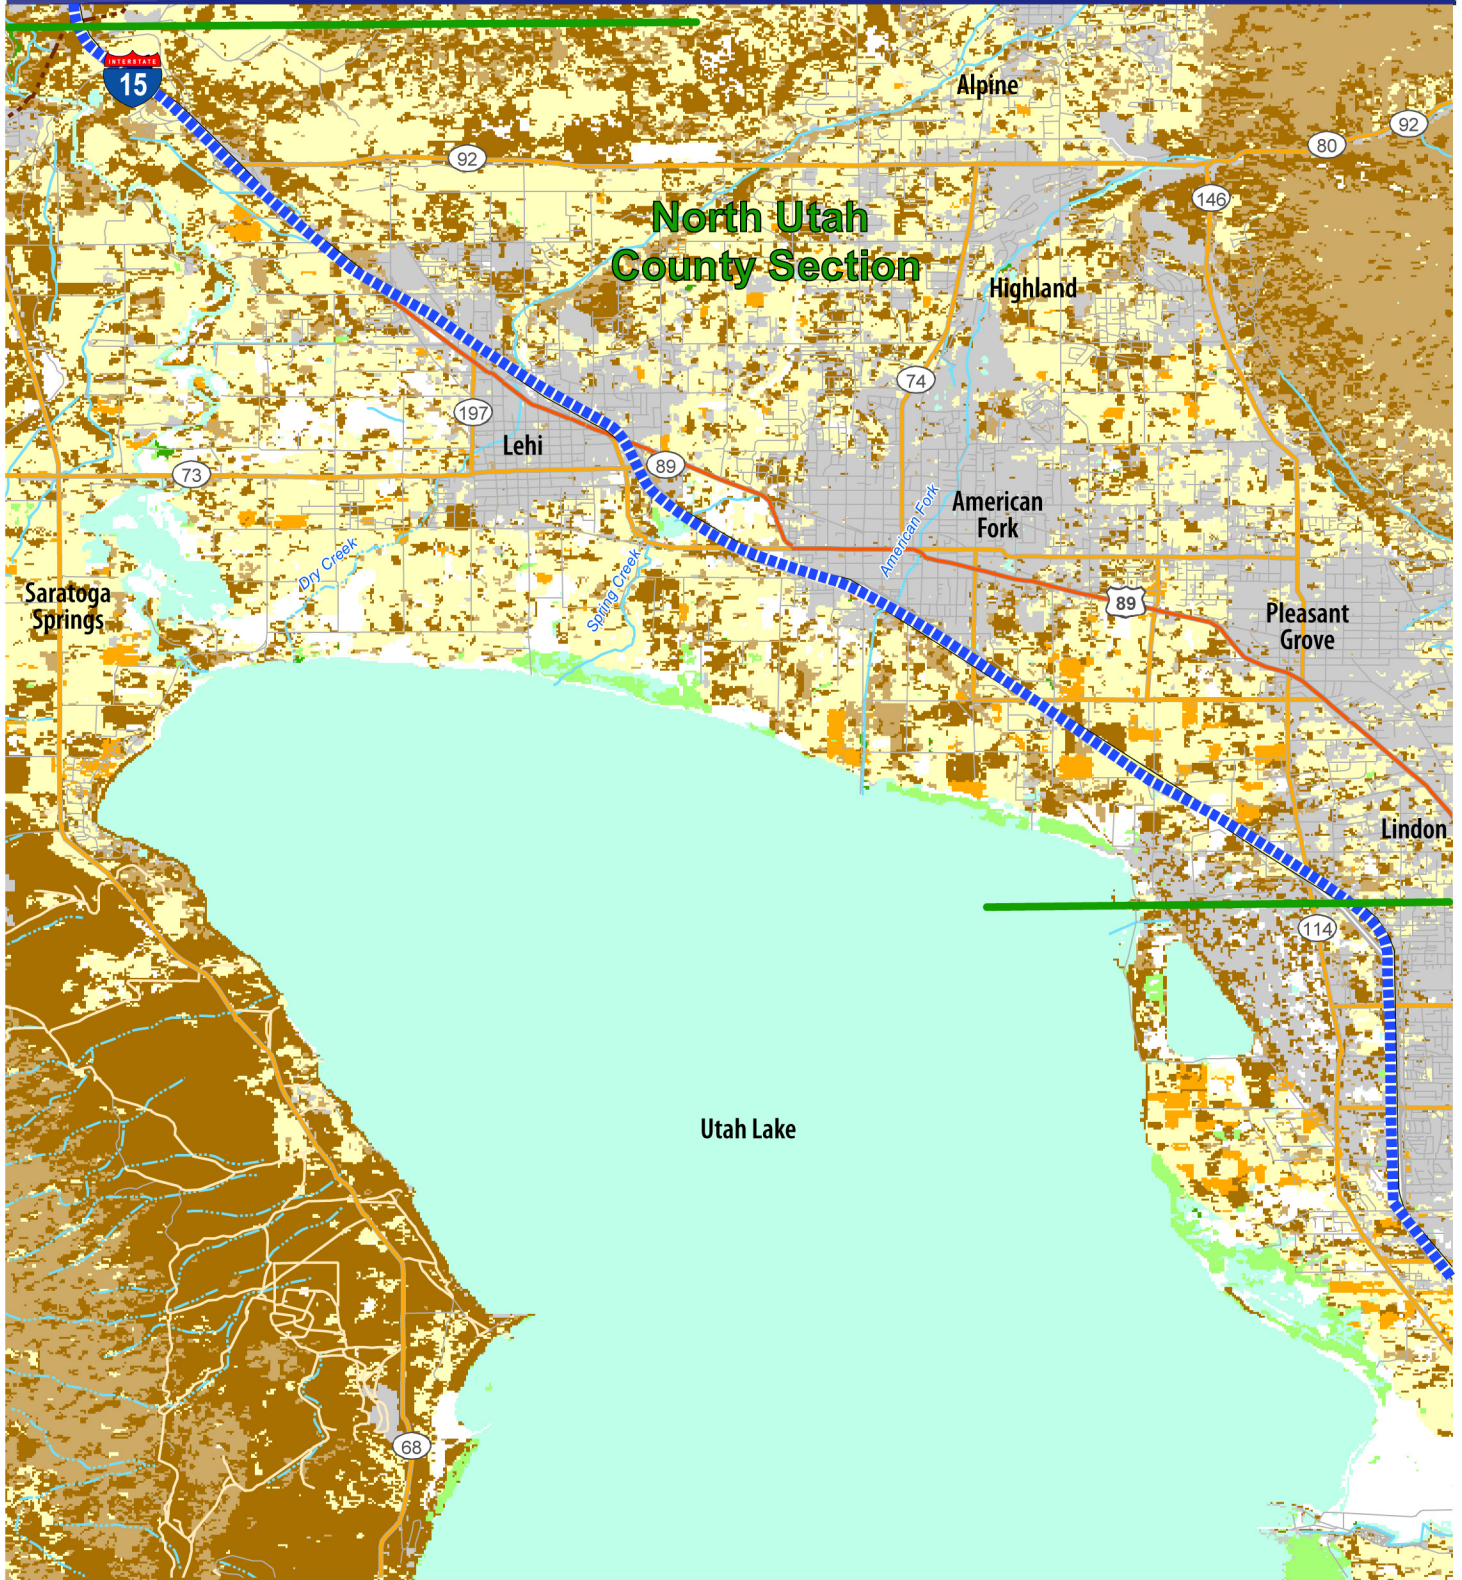 INTERSTATE
15
Alpine
92
80
92
146
North Utah
County Section
Highland
74
197
Lehi
89
73
American
Fork
American Fork
Dry Creek
Spring Creek
Saratoga
Springs
89
Pleasant
Grove
Lindon
114
Utah Lake
68